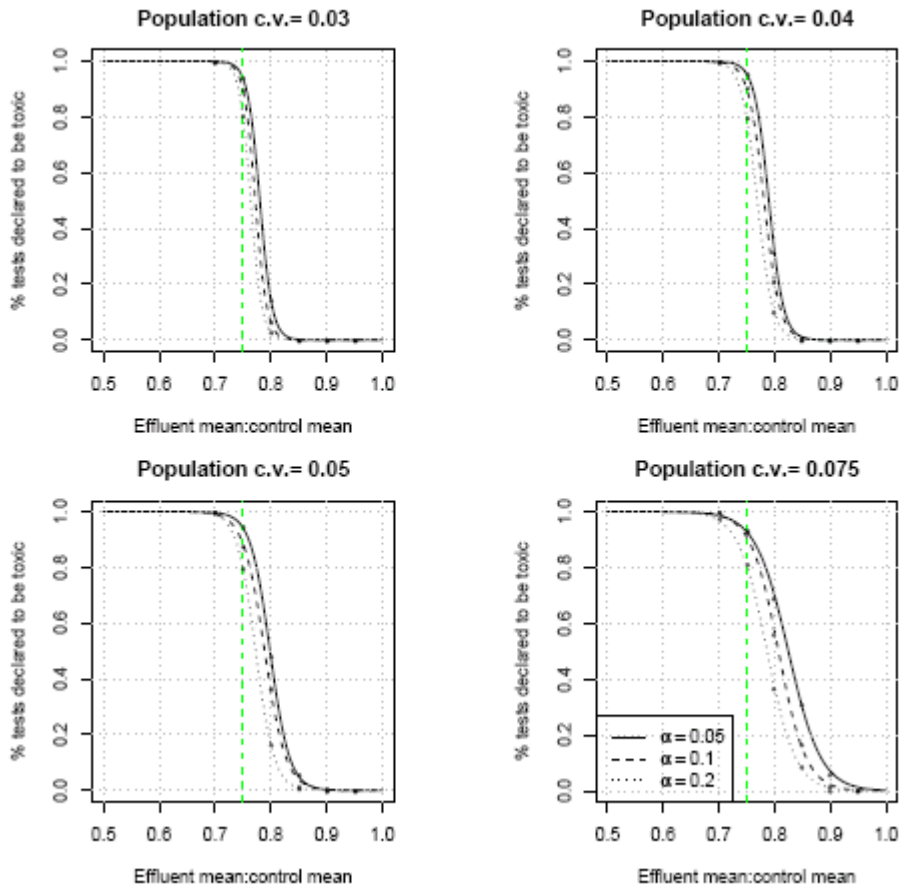 Population c.v.= 0.03
% tests declared to be toxic
1.0
0.8
0.6
0.4
0.2
0.0
0.5 0.6 0.7 0.8 0.9 1.0
Effluent mean:control mean
Population c.v.= 0.04
% tests declared to be toxic
1.0
0.8
0.6
0.4
0.2
0.0
0.5 0.6 0.7 0.8 0.9 1.0
Effluent mean:control mean
Population c.v.= 0.05
% tests declared to be toxic
1.0
0.8
0.6
0.4
0.2
0.0
0.5 0.6 0.7 0.8 0.9 1.0
Effluent mean:control mean
Population c.v.= 0.075
% tests declared to be toxic
1.0
0.8
0.6
0.4
0.2
0.0
α = 0.05
α = 0.1
α = 0.2
0.5 0.6 0.7 0.8 0.9 1.0
Effluent mean:control mean